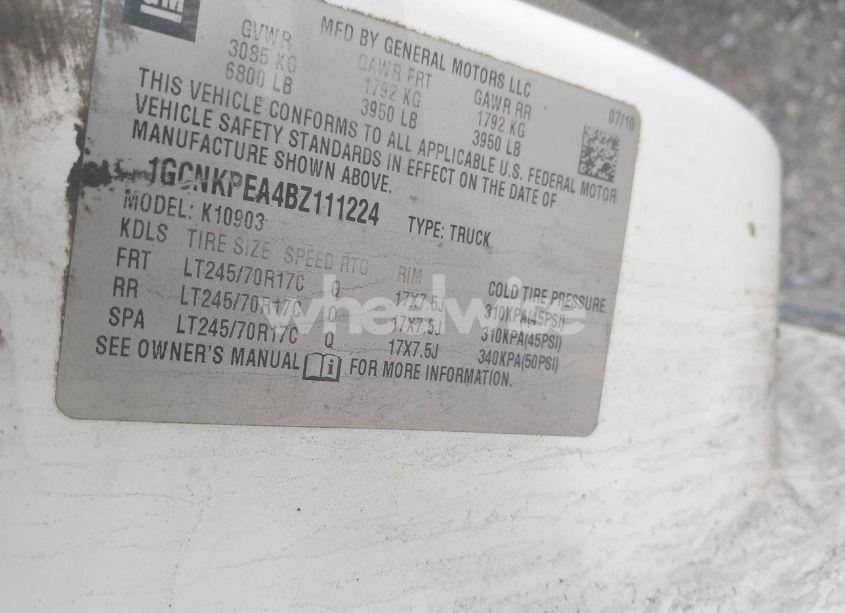 GM
MFD BY GENERAL MOTORS LLC
07/10
GVWR GAWR FRT GAWR RR
3085 KG 1792 KG 1792 KG
6800 LB 3950 LB 3950 LB
THIS VEHICLE CONFORMS TO ALL APPLICABLE U.S. FEDERAL MOTOR
VEHICLE SAFETY STANDARDS IN EFFECT ON THE DATE OF
MANUFACTURE SHOWN ABOVE.
1GCNKPEA4BZ111224 TYPE: TRUCK
MODEL: K10903
KDLS TIRE SIZE SPEED RTG RIM COLD TIRE PRESSURE
FRT LT245/70R17C Q 17X7.5J 310KPA(45PSI)
RR LT245/70R17C Q 17X7.5J 310KPA(45PSI)
SPA LT245/70R17C Q 17X7.5J 340KPA(50PSI)
SEE OWNER'S MANUAL FOR MORE INFORMATION.
wheelwire